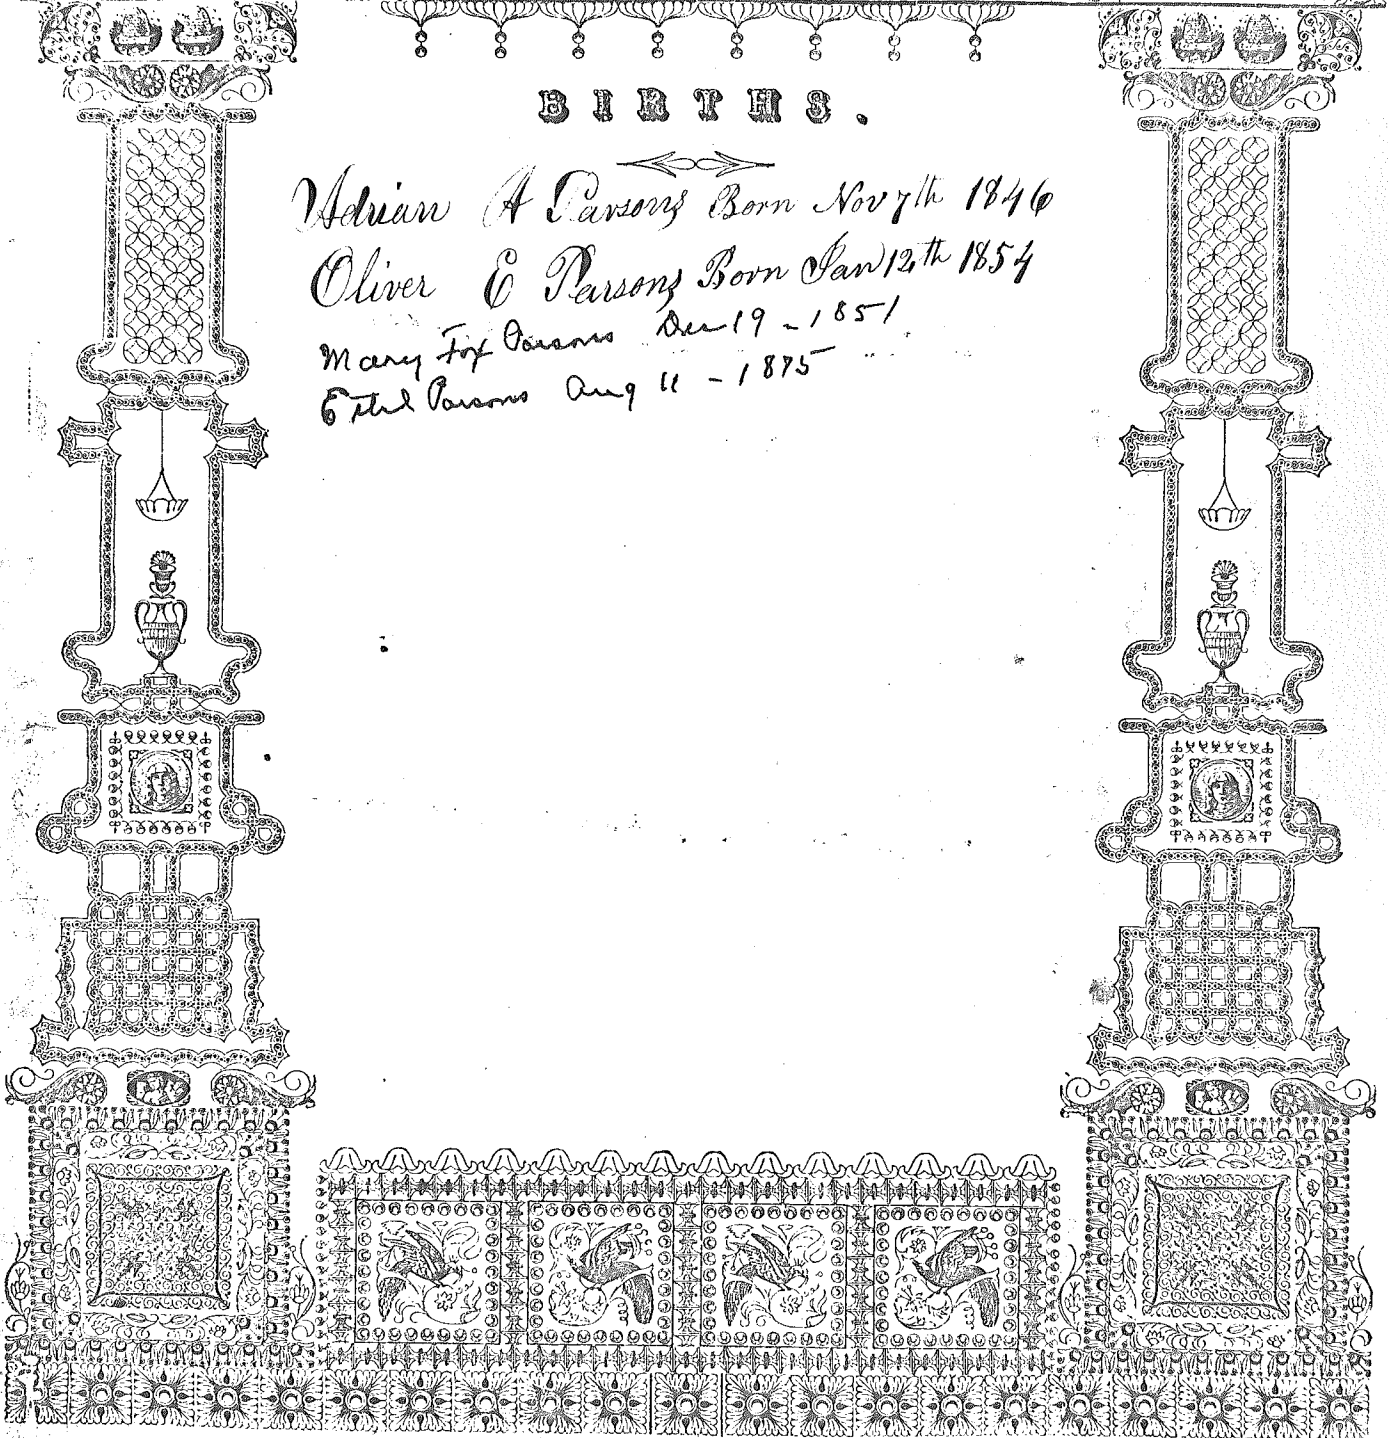 BIRTHS.
Adrian A Parsons Born Nov 7th 1846
Oliver E Parsons Born Jan 12th 1854
Mary Fox Parsons Dec 19 - 1851
Ethel Parsons Aug 11 - 1875